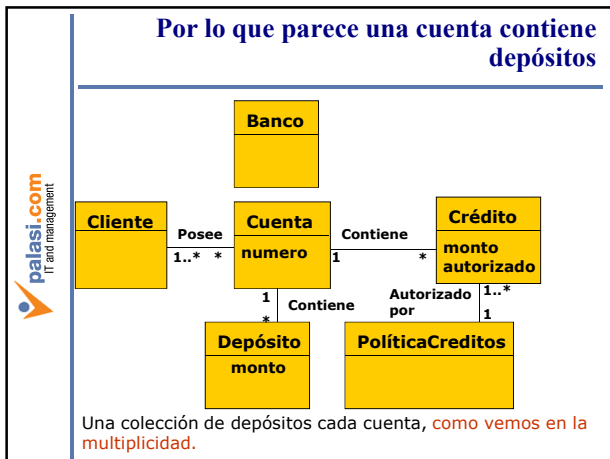 Por lo que parece una cuenta contiene
depósitos
palasi.com
IT and management
Banco
Cliente
Posee
1..*
*
Cuenta
numero
Contiene
1
*
Crédito
monto
autorizado
1
Contiene
*
Autorizado
por
1..*
1
Depósito
monto
PolíticaCreditos
Una colección de depósitos cada cuenta, como vemos en la
multiplicidad.